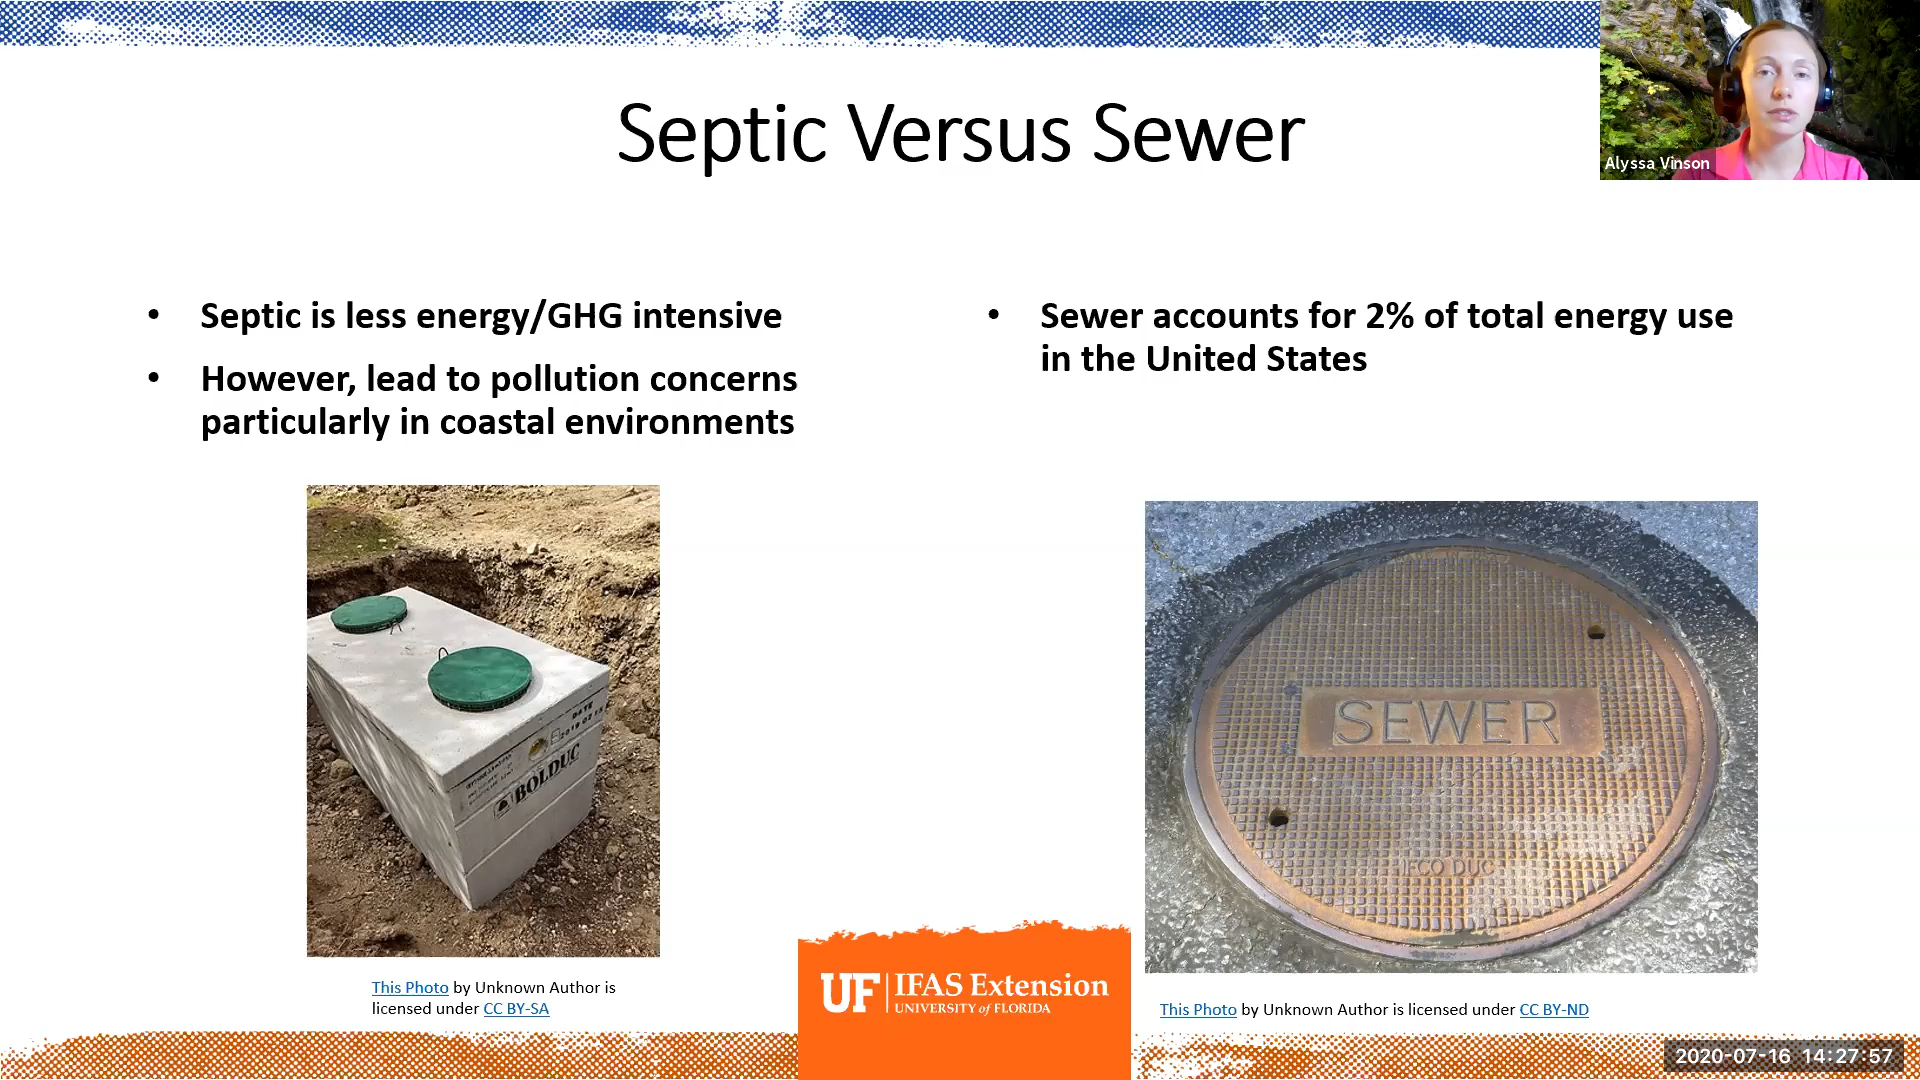 Septic Versus Sewer
Alyssa Vinson
• Septic is less energy/GHG intensive
• However, lead to pollution concerns
particularly in coastal environments
• Sewer accounts for 2% of total energy use
in the United States
DATE
BOLDUC
SEWER
This Photo by Unknown Author is
licensed under CC BY-SA
UF IFAS Extension
UNIVERSITY of FLORIDA
This Photo by Unknown Author is licensed under CC BY-ND
2020-07-16 14:27:57